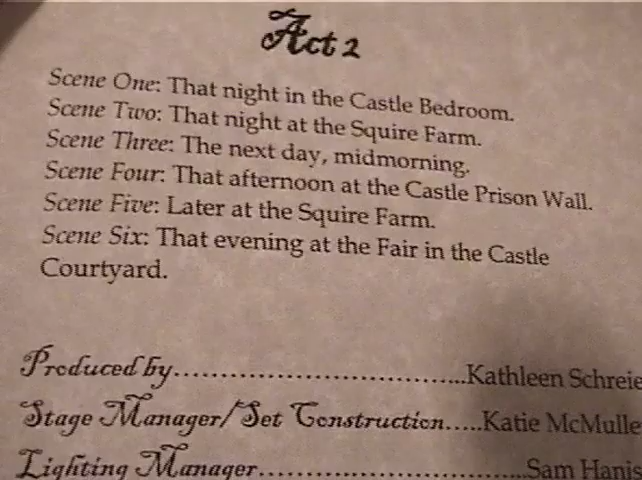 Act 2
Scene One: That night in the Castle Bedroom.
Scene Two: That night at the Squire Farm.
Scene Three: The next day, midmorning.
Scene Four: That afternoon at the Castle Prison Wall.
Scene Five: Later at the Squire Farm.
Scene Six: That evening at the Fair in the Castle
Courtyard.
Produced by.................................Kathleen Schreie
Stage Manager/Set Construction.....Katie McMulle
Lighting Manager..............................Sam Hanis